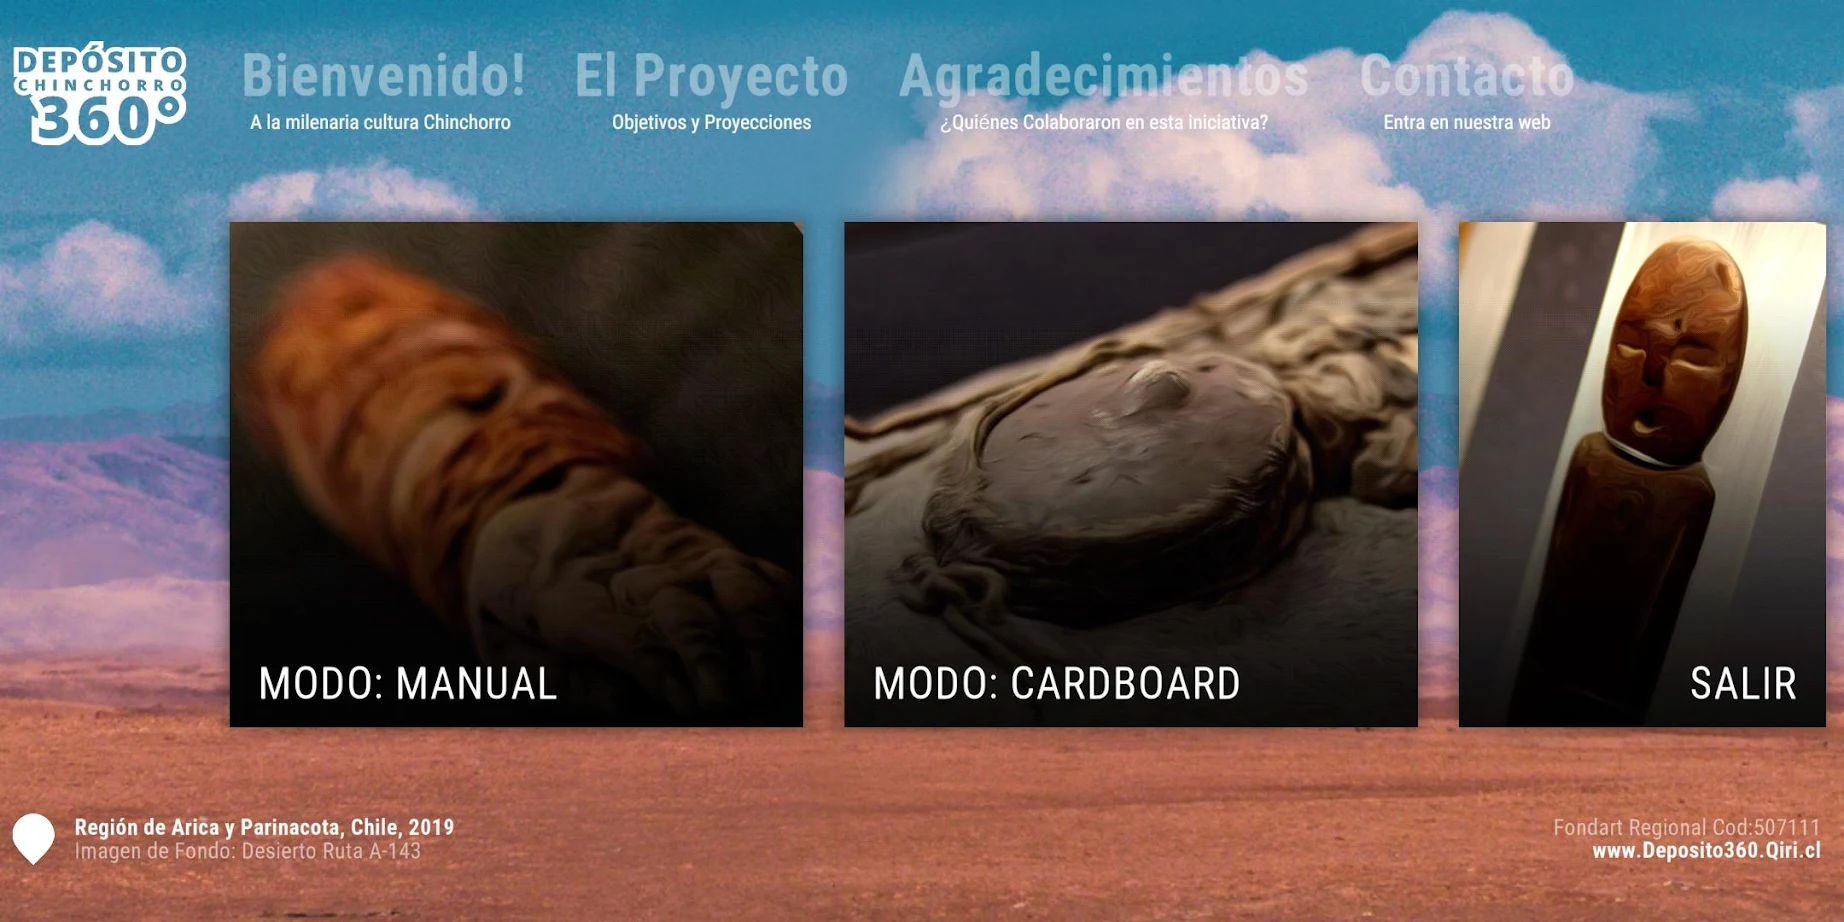 DEPÓSITO
CHINCHORRO
360°
Bienvenido!
A la milenaria cultura Chinchorro
El Proyecto
Objetivos y Proyecciones
Agradecimientos
¿Quiénes Colaboraron en esta iniciativa?
Contacto
Entra en nuestra web
MODO: MANUAL
MODO: CARDBOARD
SALIR
Región de Arica y Parinacota, Chile, 2019
Imagen de Fondo: Desierto Ruta A-143
Fondart Regional Cod:507111
www.Deposito360.Qiri.cl